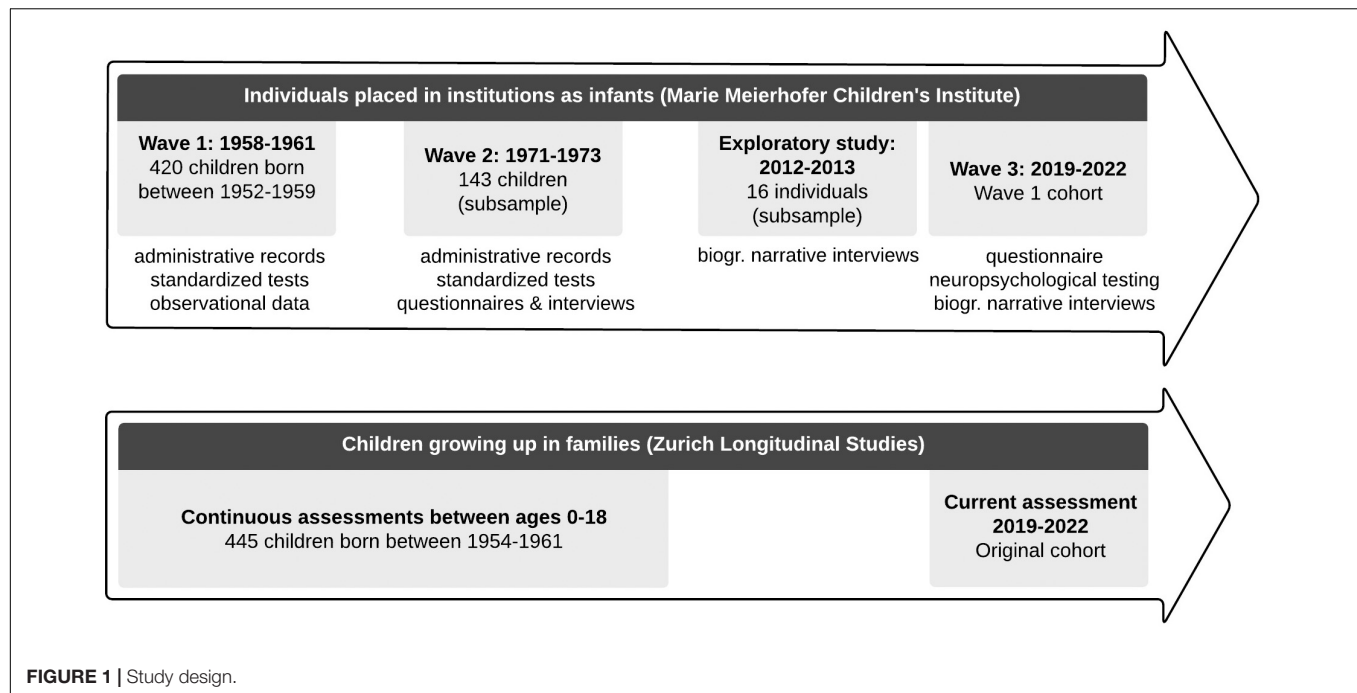 Individuals placed in institutions as infants (Marie Meierhofer Children's Institute)
Wave 1: 1958-1961
420 children born
between 1952-1959
administrative records
standardized tests
observational data
Wave 2: 1971-1973
143 children
(subsample)
administrative records
standardized tests
questionnaires & interviews
Exploratory study:
2012-2013
16 individuals
(subsample)
biogr. narrative interviews
Wave 3: 2019-2022
Wave 1 cohort
questionnaire
neuropsychological testing
biogr. narrative interviews
Children growing up in families (Zurich Longitudinal Studies)
Continuous assessments between ages 0-18
445 children born between 1954-1961
Current assessment
2019-2022
Original cohort
FIGURE 1 | Study design.